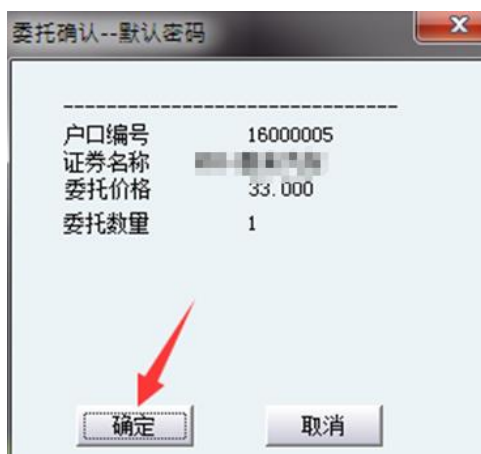 委托确认--默认密码
X
---------------------------------
户口编号 16000005
证券名称
委托价格 33.000
委托数量 1
确定 取消